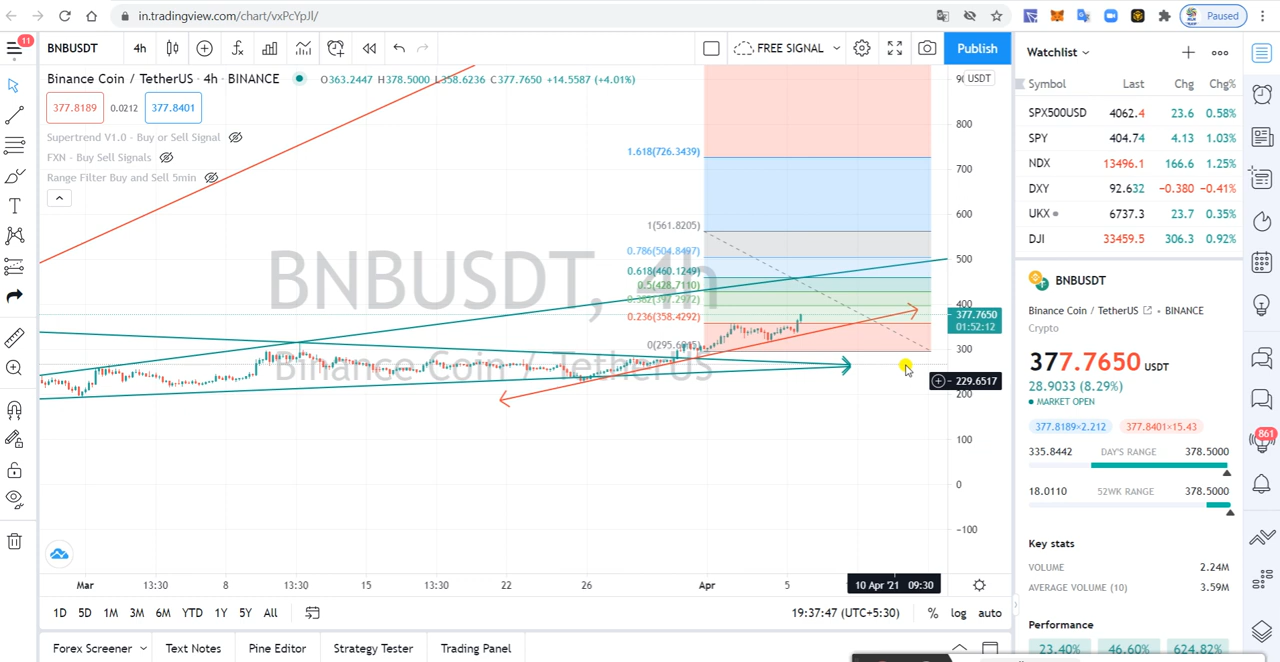 in.tradingview.com/chart/vxPcYpJl/
Paused
11
BNBUSDT
4h
FREE SIGNAL
Publish
Watchlist
Binance Coin / TetherUS · 4h · BINANCE
O363.2447 H378.5000 L358.6236 C377.7650 +14.5587 (+4.01%)
USDT
377.8189
0.0212
377.8401
Supertrend V1.0 - Buy or Sell Signal
FXN - Buy Sell Signals
Range Filter Buy and Sell 5min
BNBUSDT, 4h
Binance Coin / TetherUS
1.618(726.3439)
1(561.8205)
0.786(504.8497)
0.618(460.1249)
0.5(428.7110)
0.382(397.2972)
0.236(358.4292)
800
700
600
500
400
377.7650
01:52:12
300
229.6517
200
100
0
−100
Mar
13:30
8
13:30
15
13:30
22
26
Apr
5
10 Apr '21 09:30
1D 5D 1M 3M 6M YTD 1Y 5Y All
19:37:47 (UTC+5:30)
% log auto
Forex Screener
Text Notes
Pine Editor
Strategy Tester
Trading Panel
Symbol Last Chg Chg%
SPX500USD 4062.4 23.6 0.58%
SPY 404.74 4.13 1.03%
NDX 13496.1 166.6 1.25%
DXY 92.632 −0.380 −0.41%
UKX 6737.3 23.7 0.35%
DJI 33459.5 306.3 0.92%
BNBUSDT
Binance Coin / TetherUS • BINANCE
Crypto
377.7650 USDT
28.9033 (8.29%)
MARKET OPEN
377.8189×2.212
377.8401×15.43
335.8442 DAY'S RANGE 378.5000
18.0110 52WK RANGE 378.5000
Key stats
VOLUME 2.24M
AVERAGE VOLUME (10) 3.59M
Performance
23.40% 46.60% 624.82%
861